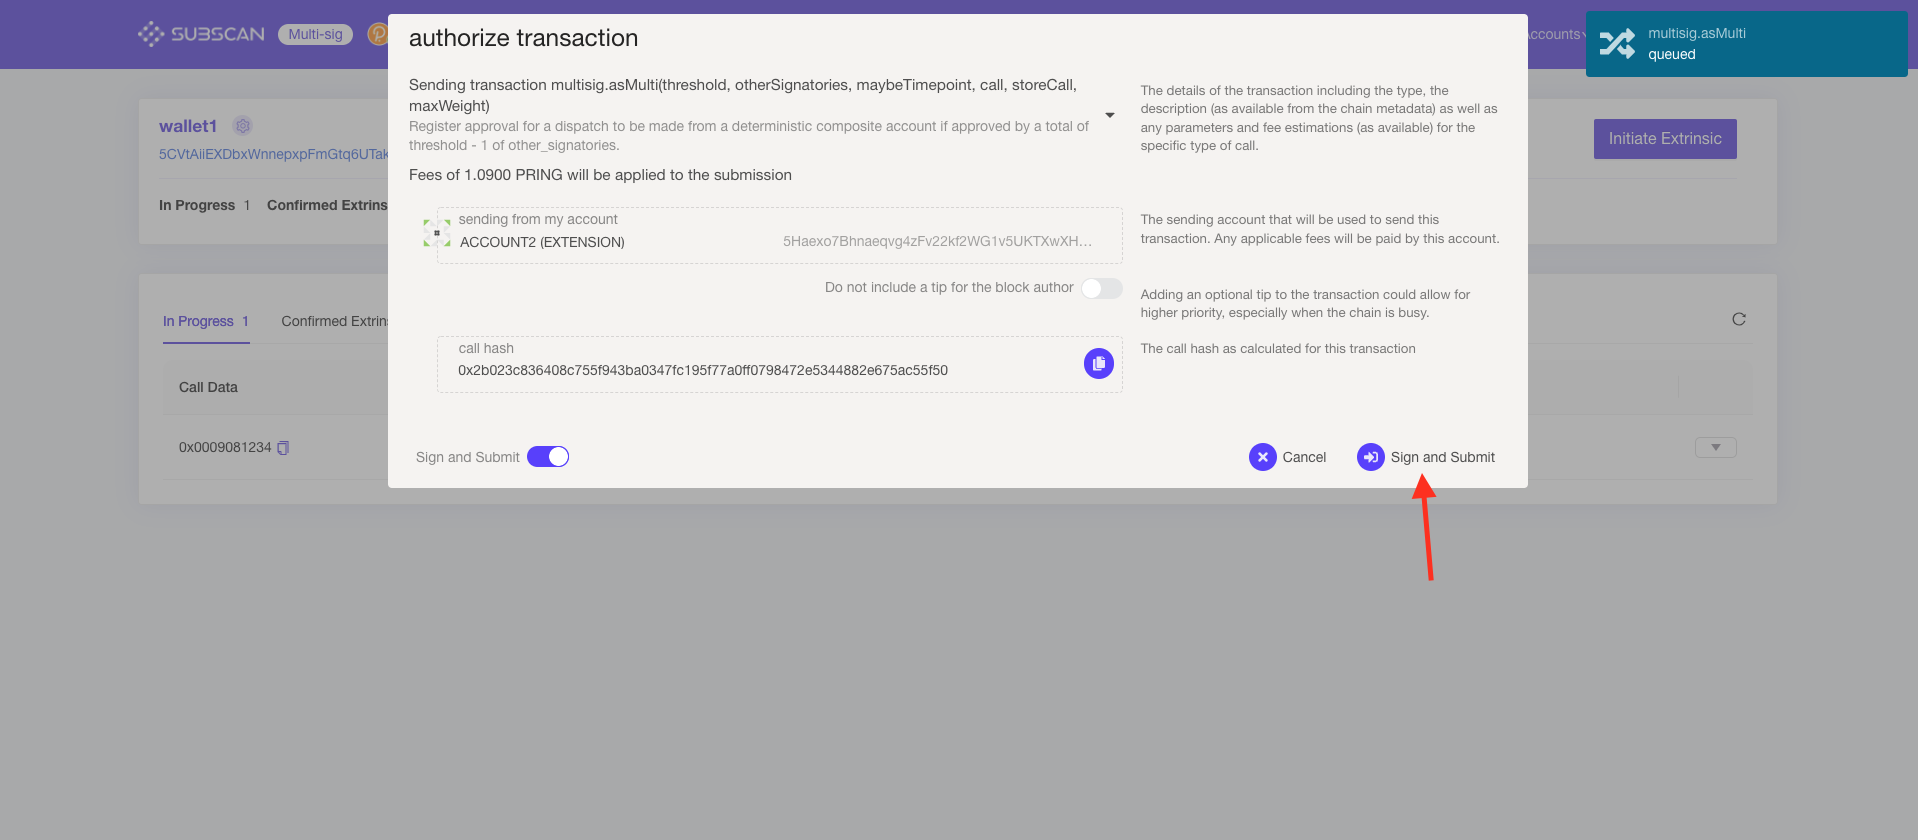 SUBSCAN
Multi-sig
Accounts
multisig.asMulti
queued
authorize transaction
Sending transaction multisig.asMulti(threshold, otherSignatories, maybeTimepoint, call, storeCall,
maxWeight)
Register approval for a dispatch to be made from a deterministic composite account if approved by a total of
threshold - 1 of other_signatories.
The details of the transaction including the type, the
description (as available from the chain metadata) as well as
any parameters and fee estimations (as available) for the
specific type of call.
Fees of 1.0900 PRING will be applied to the submission
wallet1
5CVtAiiEXDbxWnnepxpFmGtq6UTak
Initiate Extrinsic
In Progress 1 Confirmed Extrins
sending from my account
ACCOUNT2 (EXTENSION)
5Haexo7Bhnaeqvg4zFv22kf2WG1v5UKTXwXH...
The sending account that will be used to send this
transaction. Any applicable fees will be paid by this account.
Do not include a tip for the block author
Adding an optional tip to the transaction could allow for
higher priority, especially when the chain is busy.
In Progress 1 Confirmed Extrins
call hash
0x2b023c836408c755f943ba0347fc195f77a0ff0798472e5344882e675ac55f50
The call hash as calculated for this transaction
Call Data
0x0009081234
Sign and Submit
Cancel
Sign and Submit